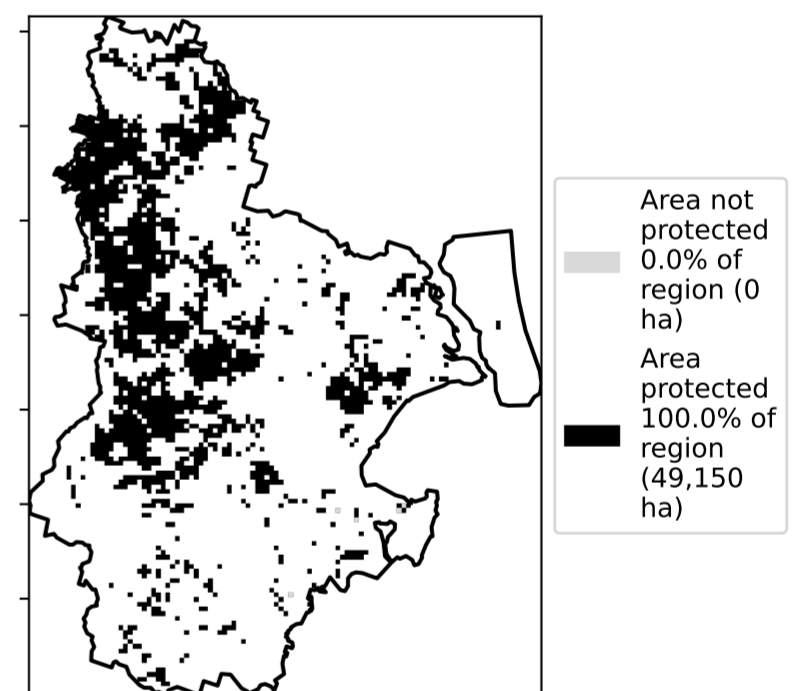 Area not
protected
0.0% of
region (0
ha)
Area
protected
100.0% of
region
(49,150
ha)